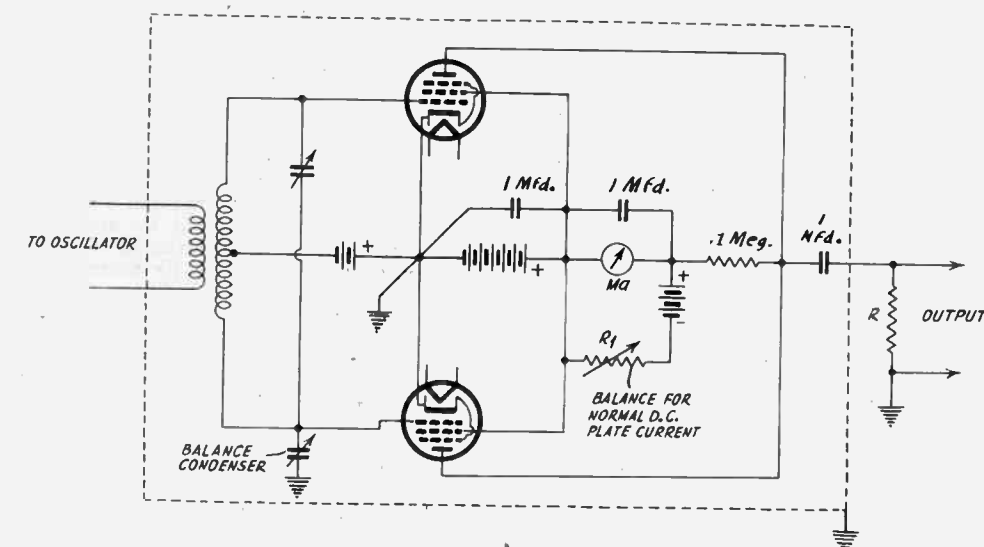 1 Mfd.
1 Mfd.
.1 Meg.
1
Mfd.
TO OSCILLATOR
+
+
Ma
+
-
R
OUTPUT
R1
BALANCE FOR
NORMAL D.C.
PLATE CURRENT
BALANCE
CONDENSER